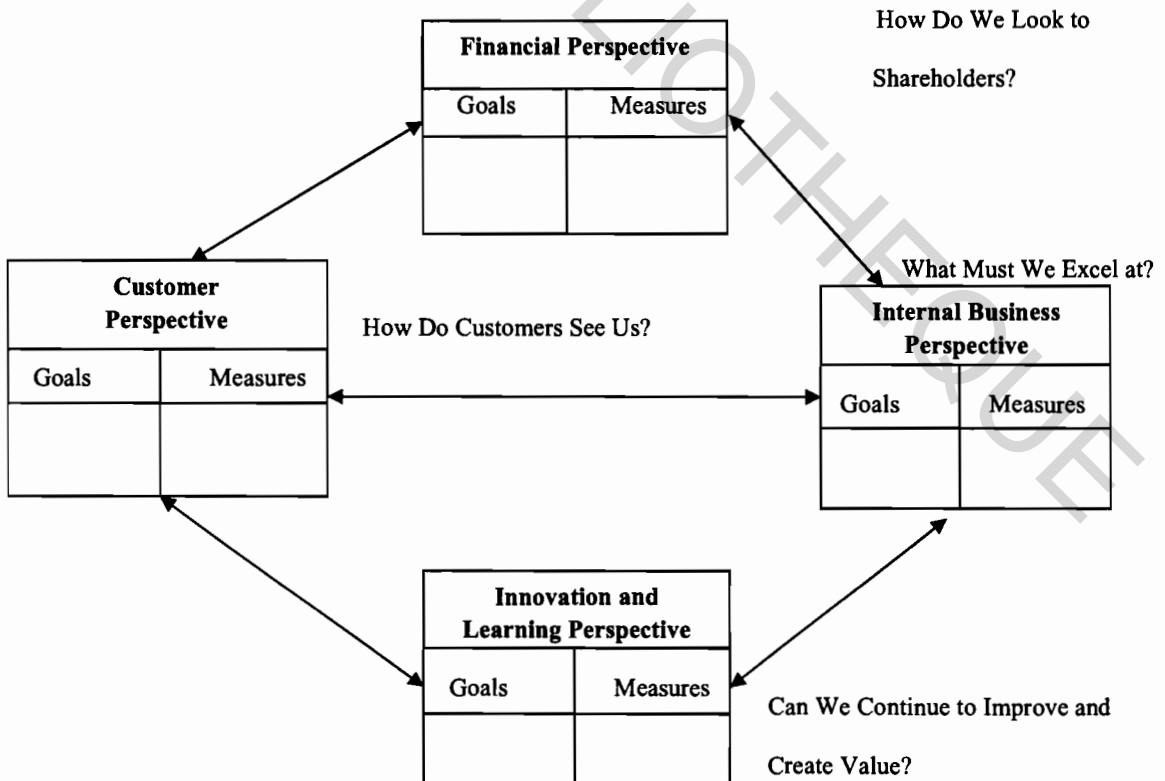 How Do We Look to
Shareholders?
Financial Perspective
Goals Measures
What Must We Excel at?
Customer
Perspective
Goals Measures
How Do Customers See Us?
Internal Business
Perspective
Goals Measures
Innovation and
Learning Perspective
Goals Measures
Can We Continue to Improve and
Create Value?
LIOTHEQUE